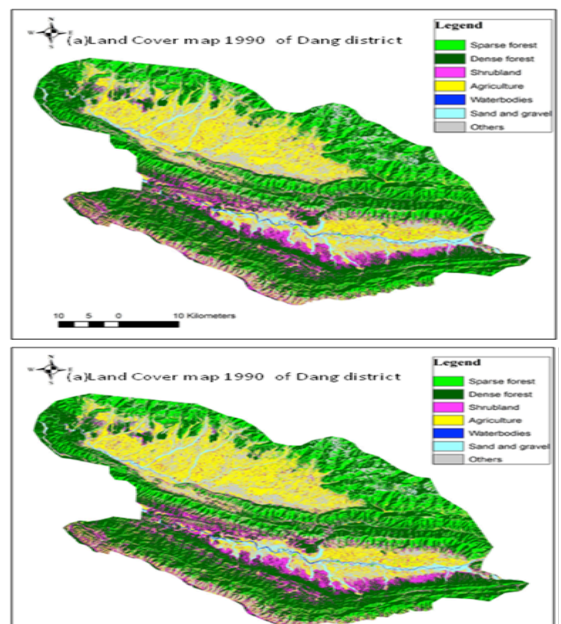 (a)Land Cover map 1990 of Dang district
Legend
Sparse forest
Dense forest
Shrubland
Agriculture
Waterbodies
Sand and gravel
Others
10 5 0 10 Kilometers
(a)Land Cover map 1990 of Dang district
Legend
Sparse forest
Dense forest
Shrubland
Agriculture
Waterbodies
Sand and gravel
Others